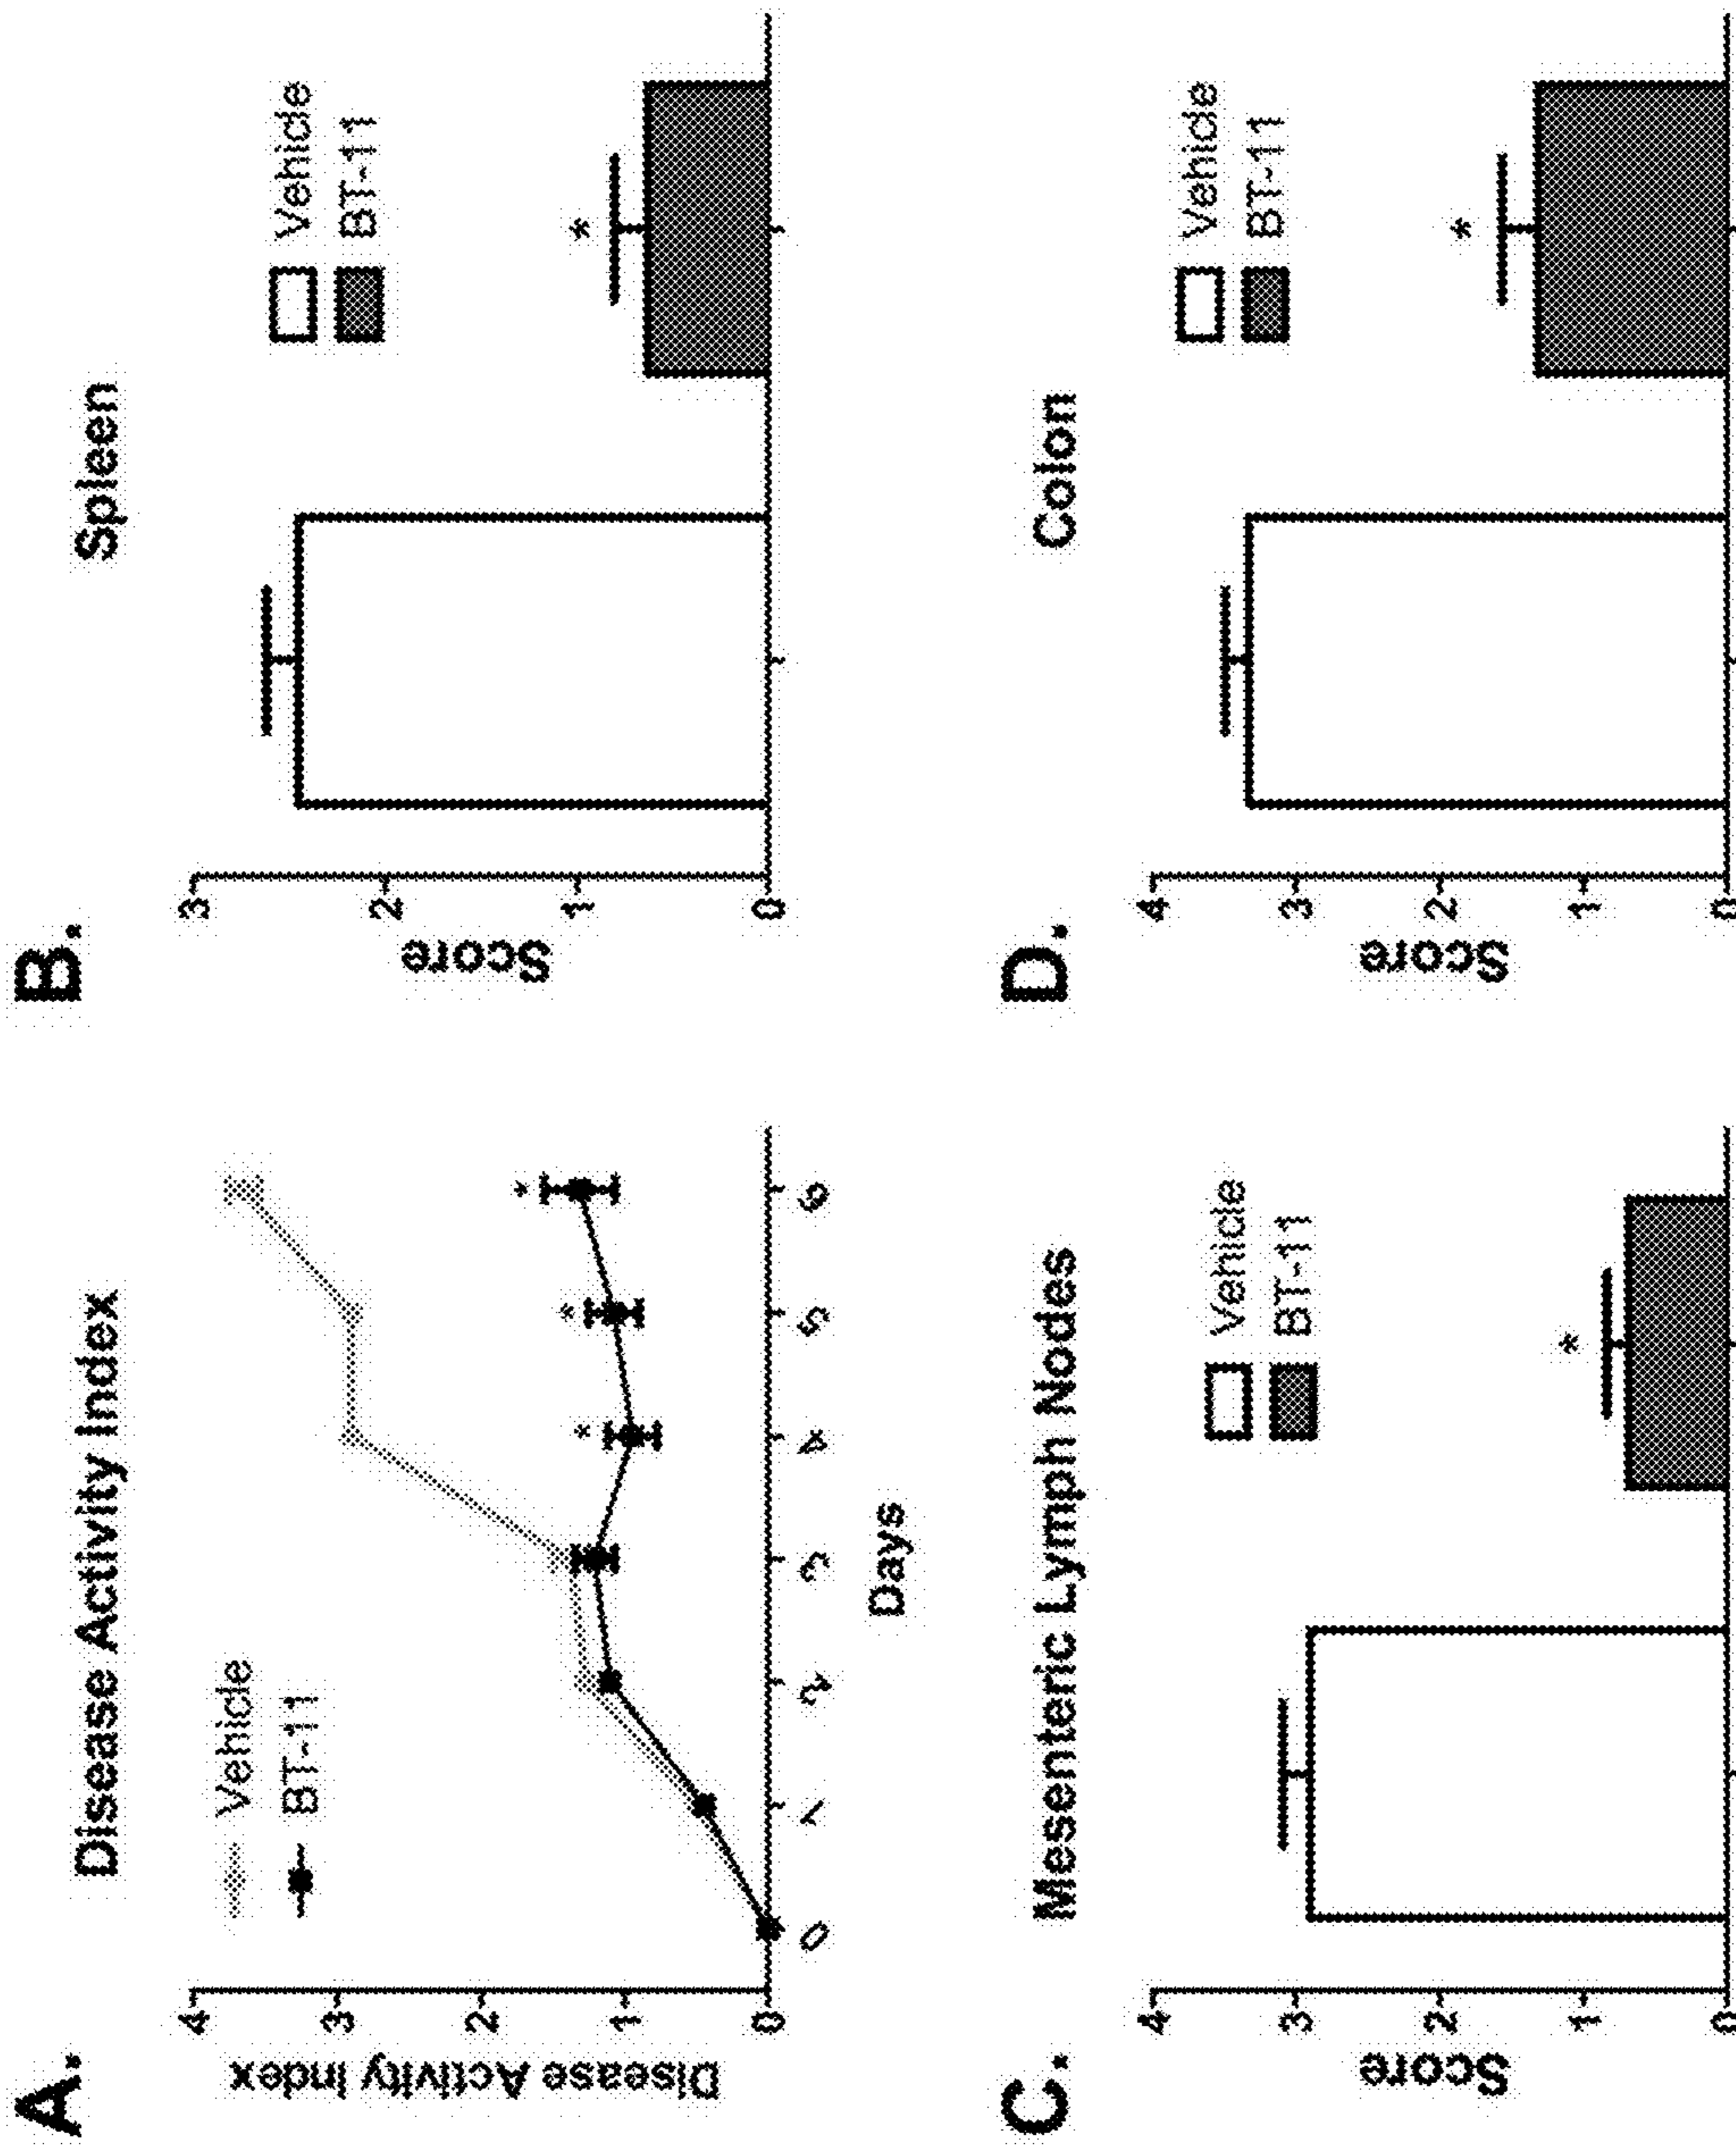 A.
Disease Activity Index
Vehicle
BT-11
Disease Activity Index
4
3
2
1
0
*
*
*
0
1
2
3
4
5
6
Days
B.
Spleen
Vehicle
BT-11
Score
3
2
1
0
*
C.
Mesenteric Lymph Nodes
Vehicle
BT-11
Score
4
3
2
1
0
*
D.
Colon
Vehicle
BT-11
Score
4
3
2
1
0
*